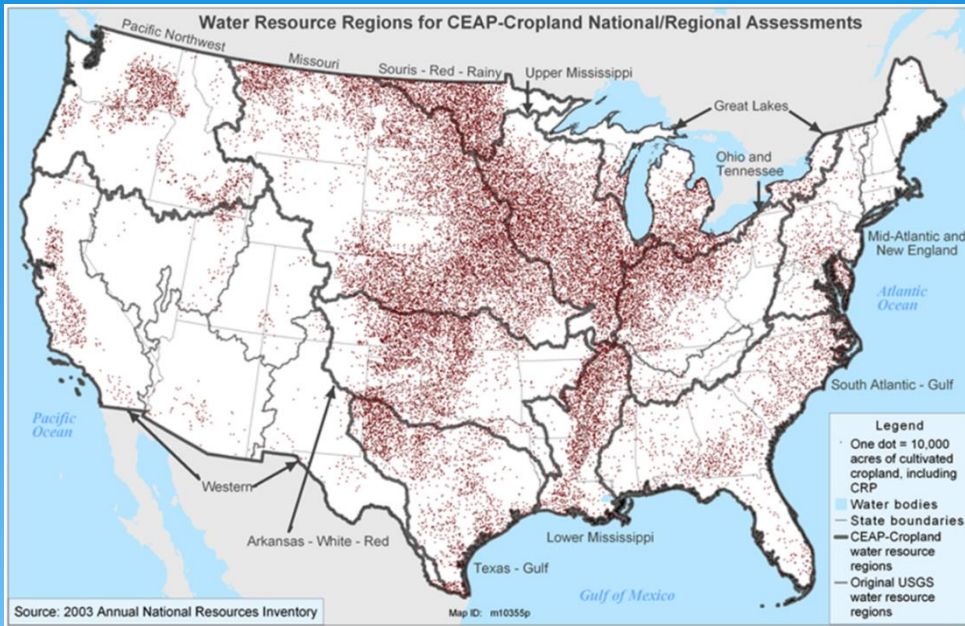 Water Resource Regions for CEAP-Cropland National/Regional Assessments
Pacific Northwest
Missouri
Souris - Red - Rainy
Upper Mississippi
Great Lakes
Ohio and
Tennessee
Mid-Atlantic and
New England
Atlantic
Ocean
South Atlantic - Gulf
Pacific
Ocean
Western
Arkansas - White - Red
Texas - Gulf
Lower Mississippi
Gulf of Mexico
Legend
One dot = 10,000
acres of cultivated
cropland, including
CRP
Water bodies
State boundaries
CEAP-Cropland
water resource
regions
Original USGS
water resource
regions
Source: 2003 Annual National Resources Inventory
Map ID: m10355p